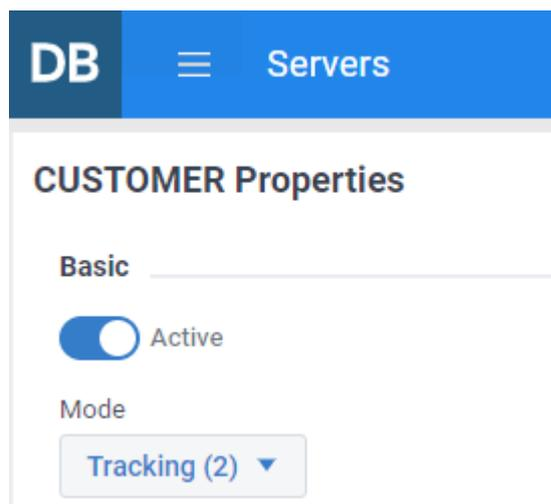 DB Servers
CUSTOMER Properties
Basic
Active
Mode
Tracking (2)